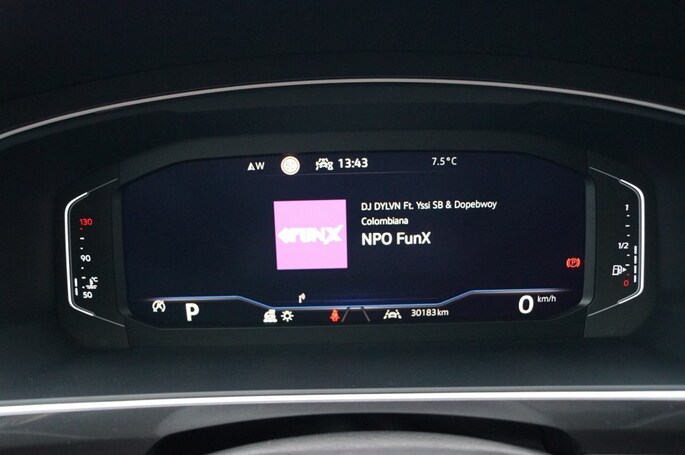 W 13:43 7.5°C
DJ DYLVN Ft. Yssi SB & Dopebwoy
Colombiana
NPO FunX
FUNX
130
90
50
1
1/2
0
P
0 km/h
30183 km